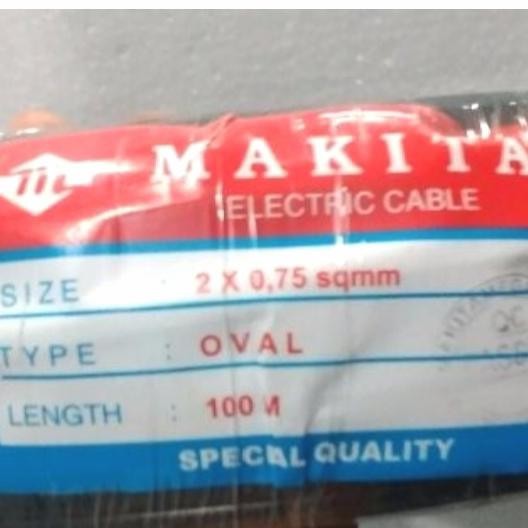 MAKITA
ELECTRIC CABLE
SIZE : 2 X 0,75 sqmm
TYPE : OVAL
LENGTH : 100 M
SPECIAL QUALITY